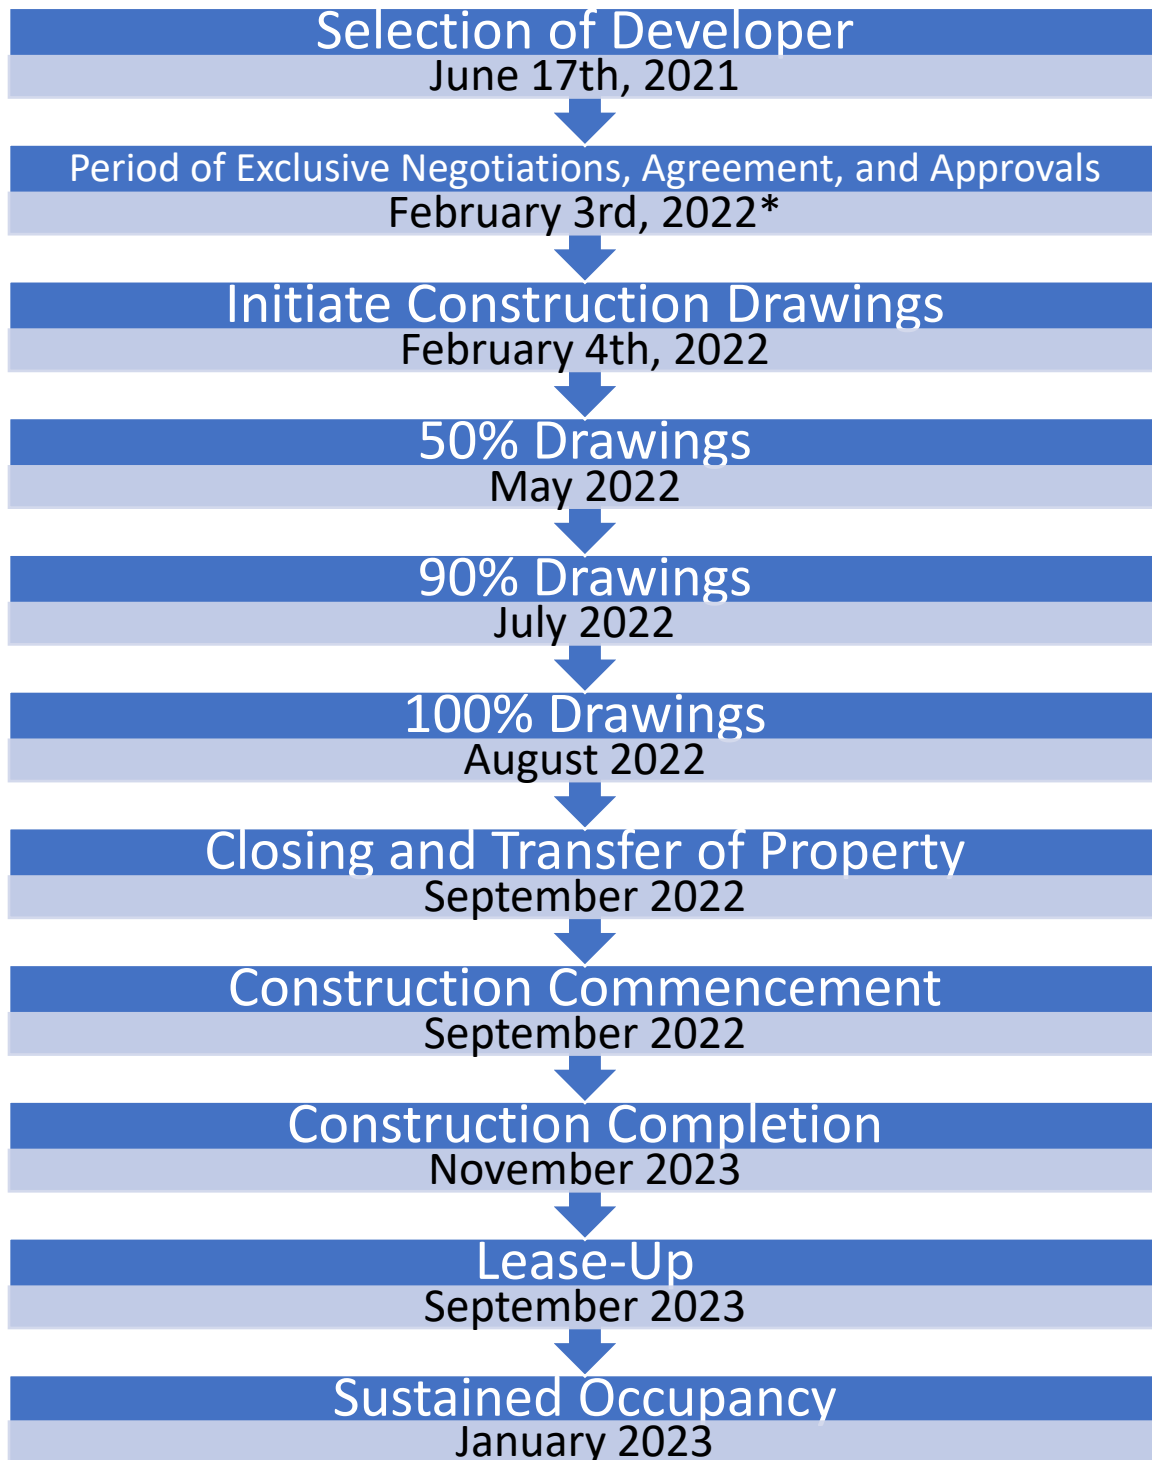 Selection of Developer
June 17th, 2021
Period of Exclusive Negotiations, Agreement, and Approvals
February 3rd, 2022*
Initiate Construction Drawings
February 4th, 2022
50% Drawings
May 2022
90% Drawings
July 2022
100% Drawings
August 2022
Closing and Transfer of Property
September 2022
Construction Commencement
September 2022
Construction Completion
November 2023
Lease-Up
September 2023
Sustained Occupancy
January 2023